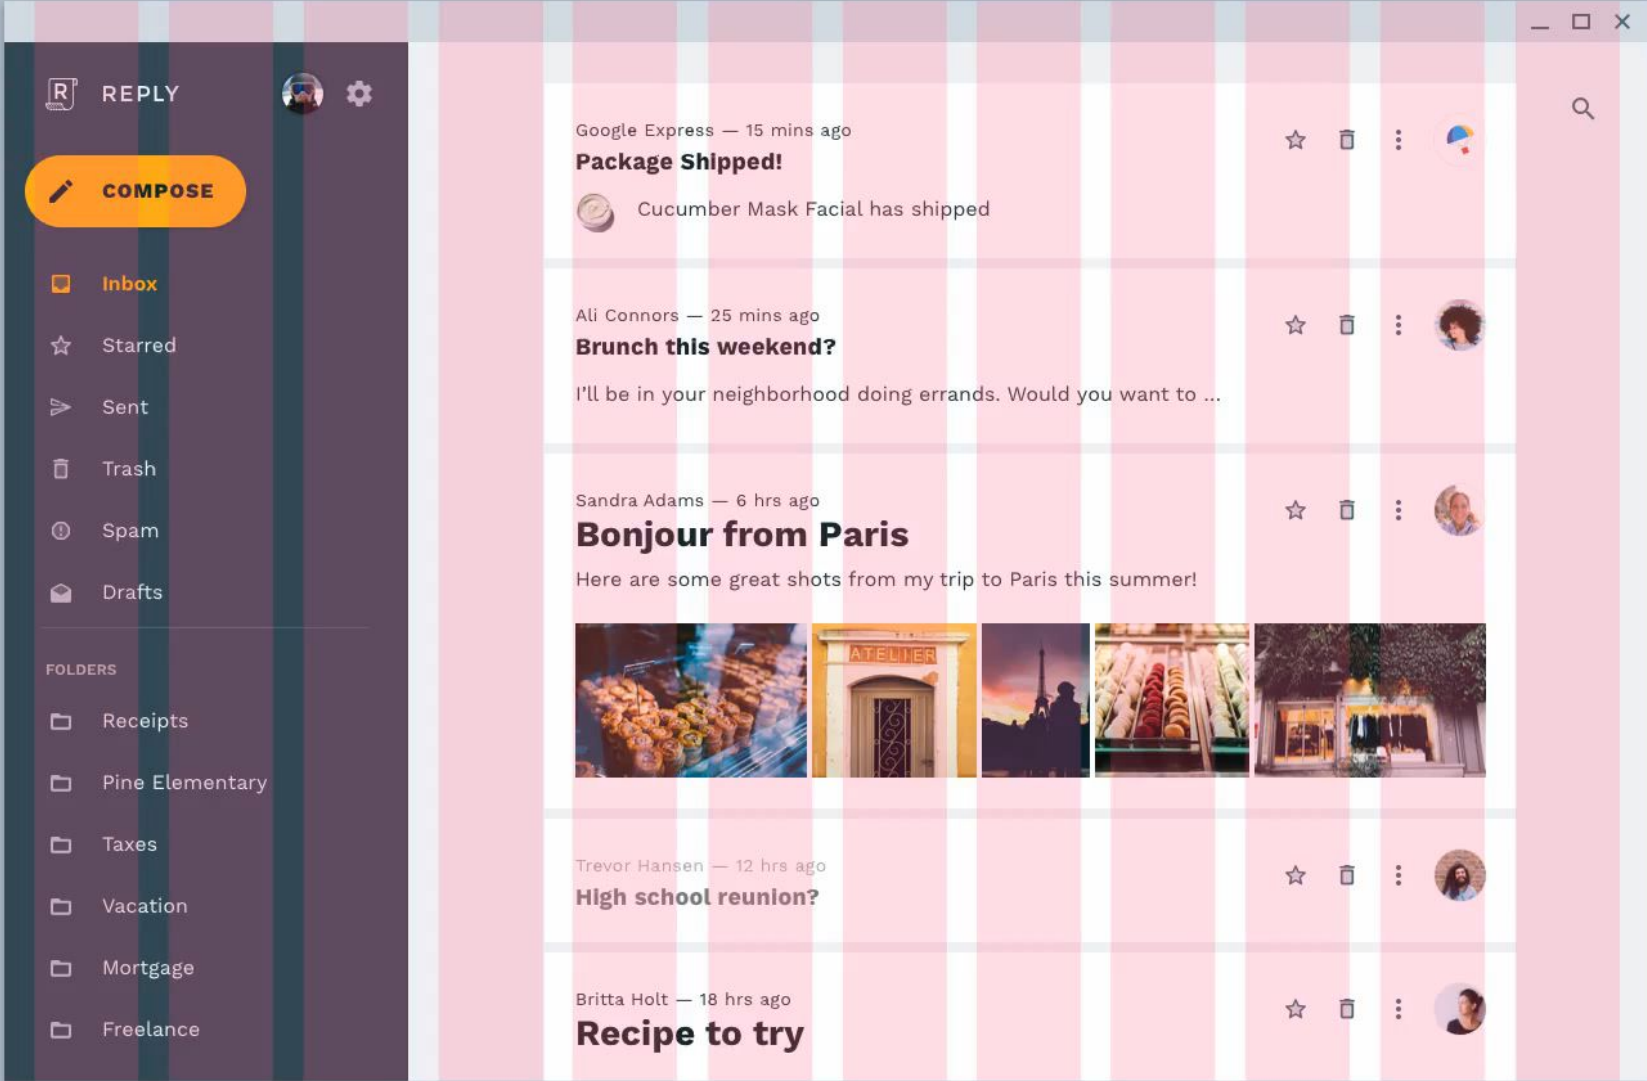 R REPLY
COMPOSE
Inbox
Starred
Sent
Trash
Spam
Drafts
FOLDERS
Receipts
Pine Elementary
Taxes
Vacation
Mortgage
Freelance
Google Express — 15 mins ago
Package Shipped!
Cucumber Mask Facial has shipped
Ali Connors — 25 mins ago
Brunch this weekend?
I’ll be in your neighborhood doing errands. Would you want to ...
Sandra Adams — 6 hrs ago
Bonjour from Paris
Here are some great shots from my trip to Paris this summer!
ATELIER
Trevor Hansen — 12 hrs ago
High school reunion?
Britta Holt — 18 hrs ago
Recipe to try